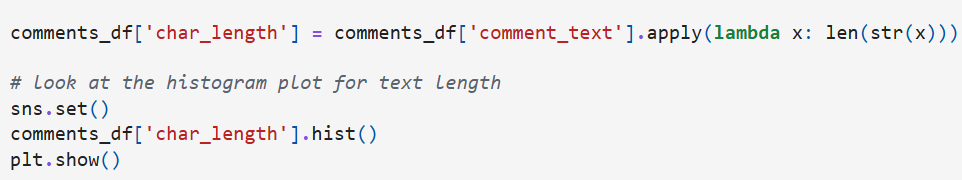 comments_df['char_length'] = comments_df['comment_text'].apply(lambda x: len(str(x)))
# look at the histogram plot for text length
sns.set()
comments_df['char_length'].hist()
plt.show()